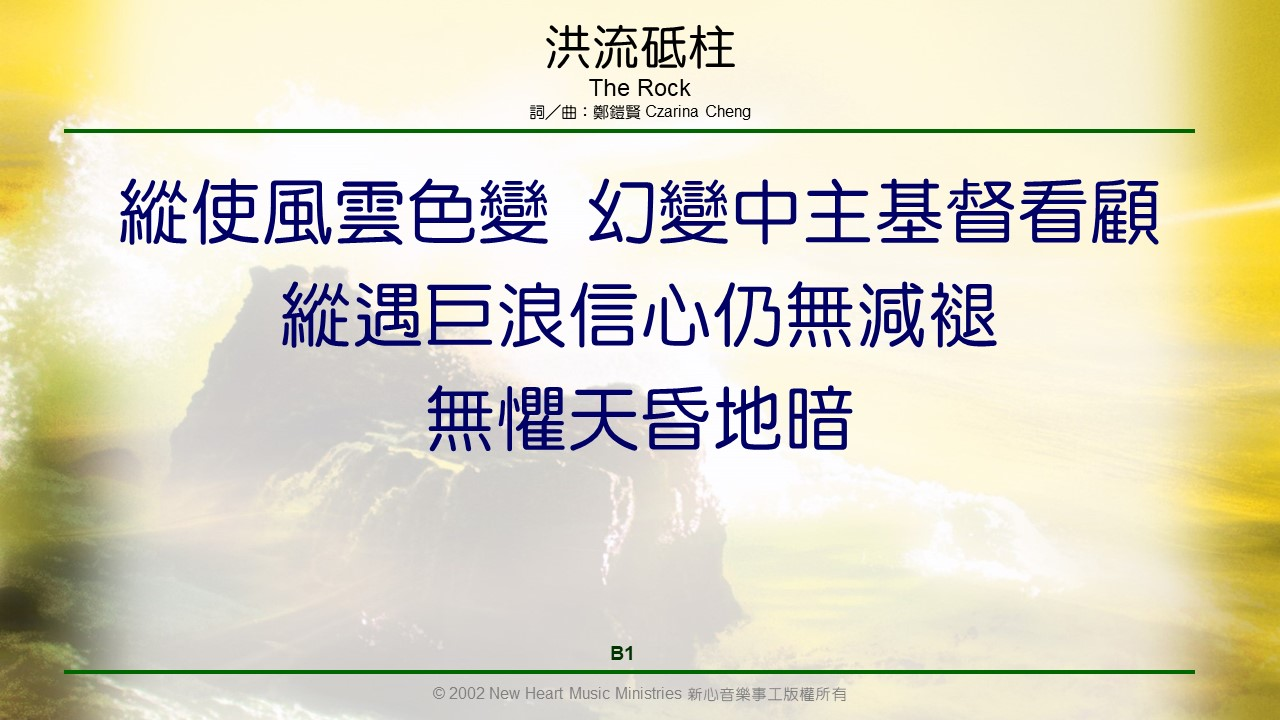 洪流砥柱
The Rock
詞／曲：鄭鎧賢 Czarina Cheng
縱使風雲色變 幻變中主基督看顧
縱遇巨浪信心仍無減褪
無懼天昏地暗
B1
© 2002 New Heart Music Ministries 新心音樂事工版權所有